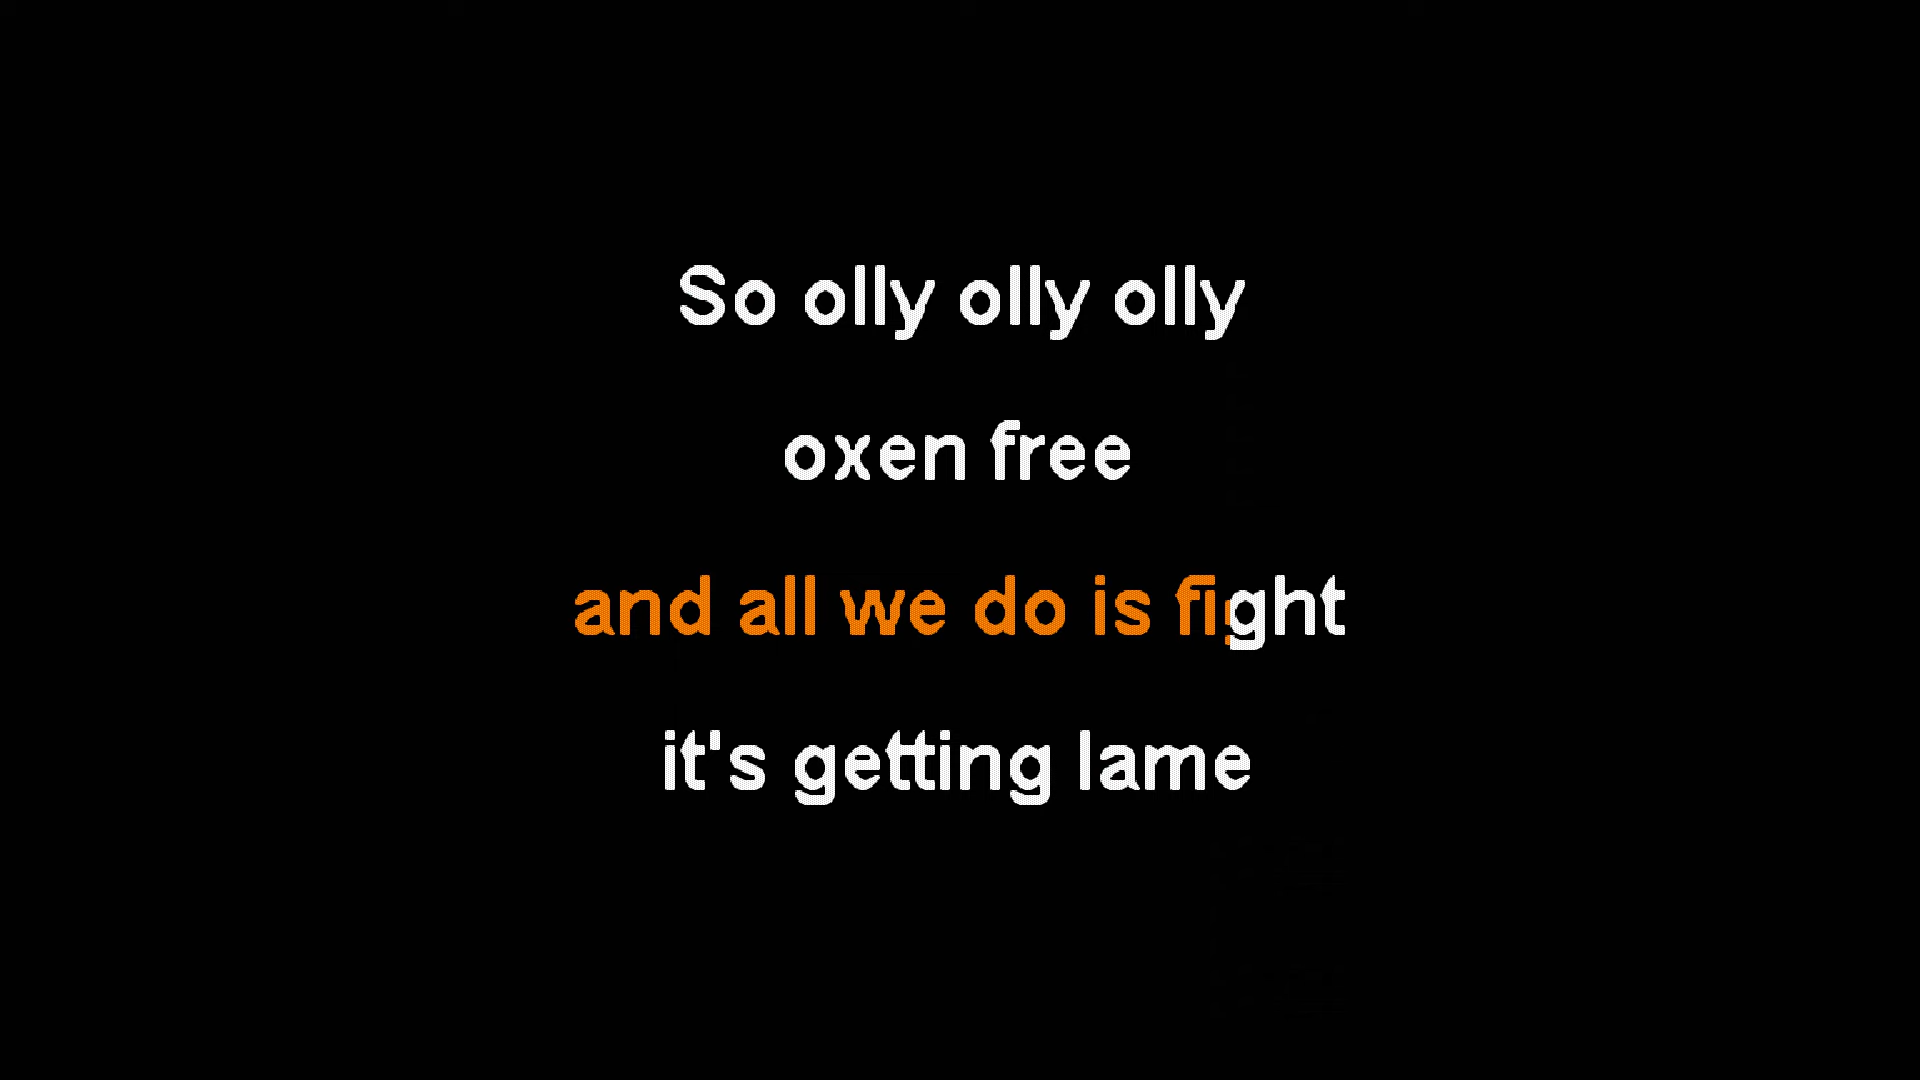 So olly olly olly
oxen free
and all we do is fight
it's getting lame